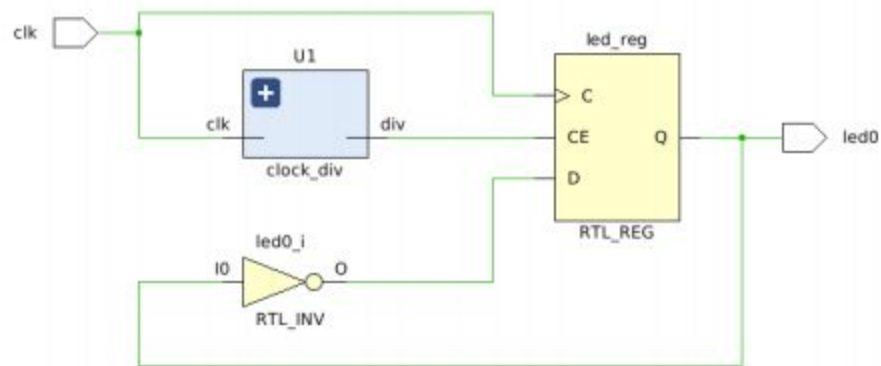 clk
U1
clk
div
clock_div
led_reg
C
CE
Q
D
RTL_REG
led0
led0_i
I0
O
RTL_INV